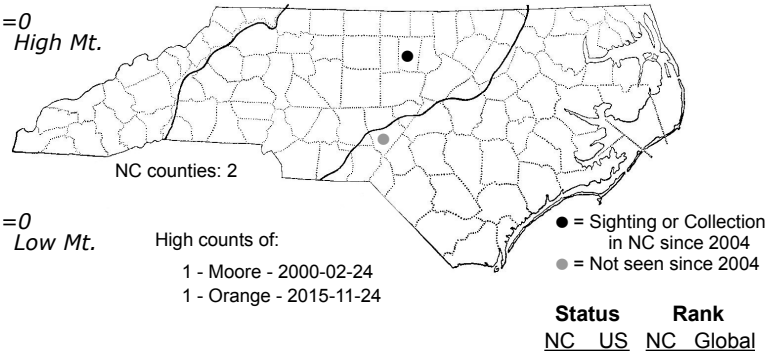 =0
High Mt.
NC counties: 2
=0
Low Mt.
High counts of:
1 - Moore - 2000-02-24
1 - Orange - 2015-11-24
= Sighting or Collection
in NC since 2004
= Not seen since 2004
Status Rank
NC US NC Global